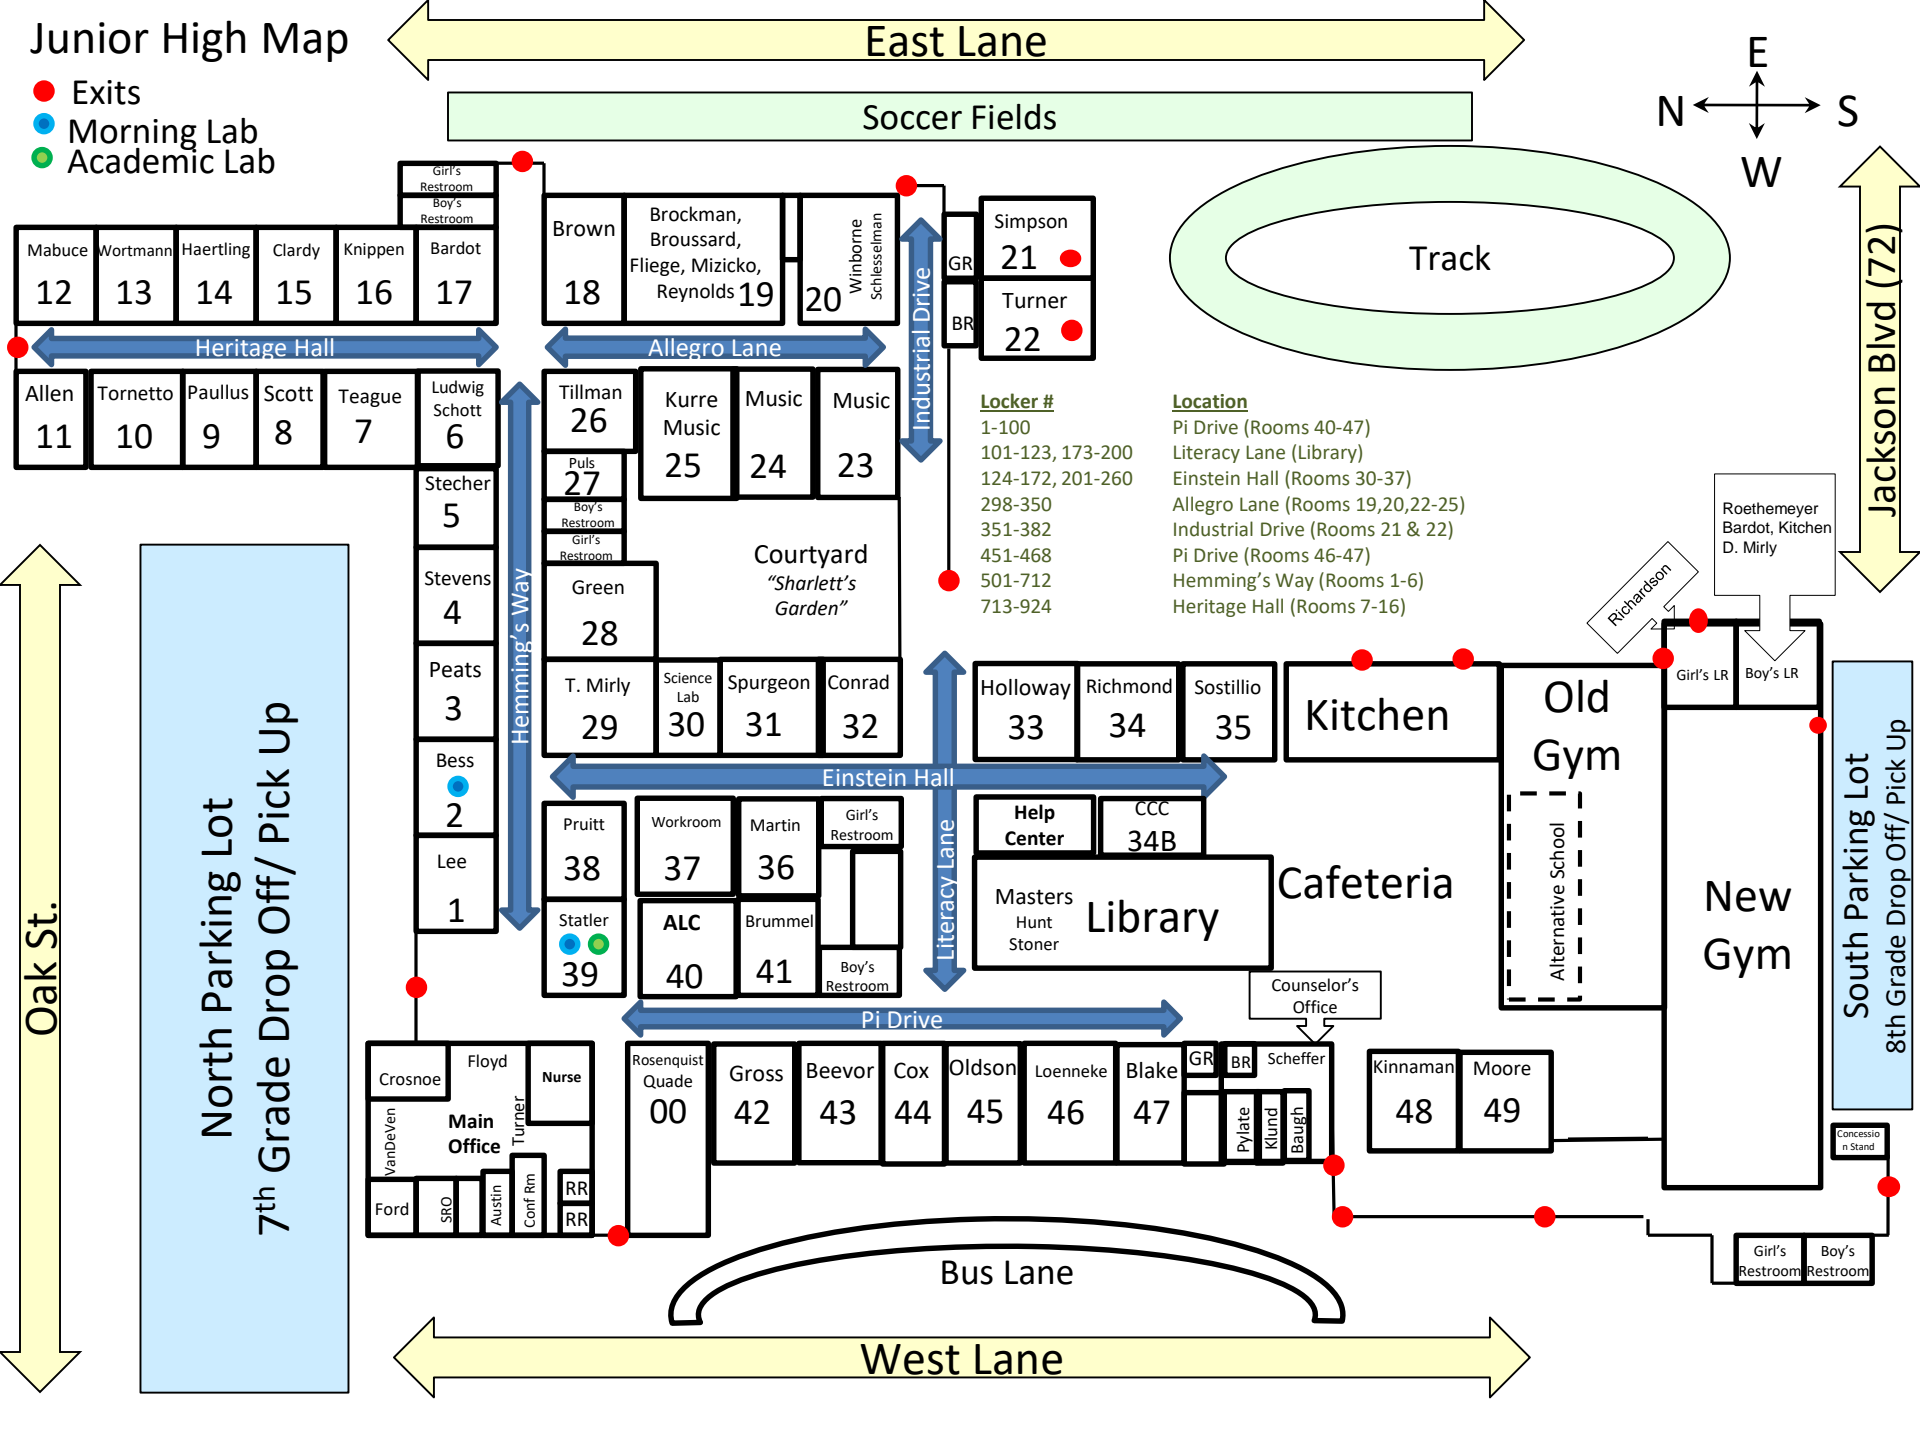 Junior High Map
Exits
Morning Lab
Academic Lab
East Lane
Soccer Fields
E
N
S
W
Track
Jackson Blvd (72)
Girl's
Restroom
Boy's
Restroom
Mabuce
12
Wortmann
13
Haertling
14
Clardy
15
Knippen
16
Bardot
17
Brown
18
Brockman,
Broussard,
Fliege, Mizicko,
Reynolds 19
20
Winborne
Schlesselman
Industrial Drive
GR
BR
Simpson
21
Turner
22
Heritage Hall
Allegro Lane
Allen
11
Tornetto
10
Paullus
9
Scott
8
Teague
7
Ludwig
Schott
6
Tillman
26
Kurre
Music
25
Music
24
Music
23
Locker #
Location
1-100
Pi Drive (Rooms 40-47)
101-123, 173-200
Literacy Lane (Library)
124-172, 201-260
Einstein Hall (Rooms 30-37)
298-350
Allegro Lane (Rooms 19,20,22-25)
351-382
Industrial Drive (Rooms 21 & 22)
451-468
Pi Drive (Rooms 46-47)
501-712
Hemming's Way (Rooms 1-6)
713-924
Heritage Hall (Rooms 7-16)
Stecher
5
Stevens
4
Peats
3
Bess
2
Lee
1
Hemming's Way
Puls
27
Boy's
Restroom
Girl's
Restroom
Green
28
Courtyard
"Sharlett's
Garden"
T. Mirly
29
Science
Lab
30
Spurgeon
31
Conrad
32
Holloway
33
Richmond
34
Sostillio
35
Kitchen
Old
Gym
Richardson
Roethemeyer
Bardot, Kitchen
D. Mirly
Girl's LR
Boy's LR
Einstein Hall
Literacy Lane
Pruitt
38
Workroom
37
Martin
36
Girl's
Restroom
Help
Center
CCC
34B
Statler
39
ALC
40
Brummel
41
Boy's
Restroom
Masters
Hunt
Stoner
Library
Cafeteria
Alternative School
New
Gym
South Parking Lot
8th Grade Drop Off/ Pick Up
Oak St.
North Parking Lot
7th Grade Drop Off/ Pick Up
Pi Drive
Counselor's
Office
Crosnoe
Floyd
Nurse
VanDeVen
Main
Office
Turner
Ford
SRO
Austin
Conf Rm
RR
RR
Rosenquist
Quade
00
Gross
42
Beevor
43
Cox
44
Oldson
45
Loenneke
46
Blake
47
GR
BR
Scheffer
Pylate
Klund
Baugh
Kinnaman
48
Moore
49
Concessio
n Stand
Girl's
Restroom
Boy's
Restroom
Bus Lane
West Lane